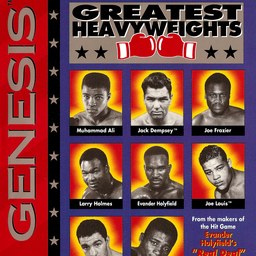 GENESIS™
GREATEST
HEAVYWEIGHTS
Muhammad Ali
Jack Dempsey™
Joe Frazier
Larry Holmes
Evander Holyfield
Joe Louis™
From the makers of
the Hit Game
Evander
Holyfield's
"Real Deal"